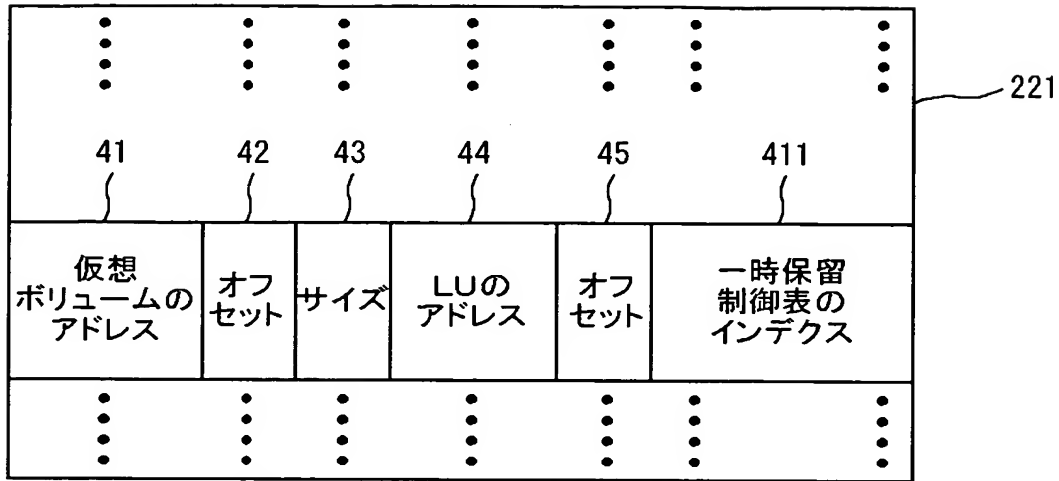 221
41
42
43
44
45
411
仮想
ボリュームの
アドレス
オフ
セット
サイズ
LUの
アドレス
オフ
セット
一時保留
制御表の
インデクス